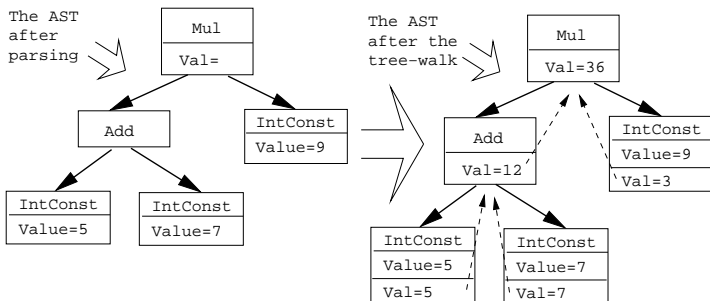 The AST
after
parsing
Mul
Val=
Add
IntConst
Value=9
IntConst
Value=5
IntConst
Value=7
The AST
after the
tree-walk
Mul
Val=36
Add
Val=12
IntConst
Value=9
Val=3
IntConst
Value=5
Val=5
IntConst
Value=7
Val=7